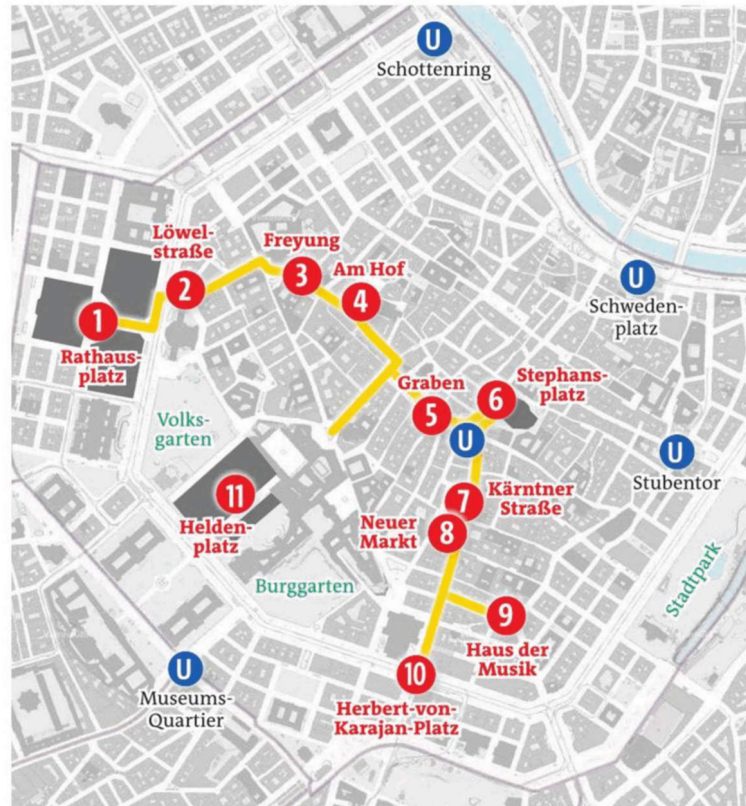 U
Schottenring
Löwel-
straße
2
Freyung
3
Am Hof
4
U
Schweden-
platz
1
Rathaus-
platz
Volks-
garten
Graben
5
6
Stephans-
platz
U
U
Stubentor
11
Helden-
platz
7
Kärntner
Straße
Neuer
Markt
8
Burggarten
Stadtpark
9
Haus der
Musik
U
Museums-
Quartier
10
Herbert-von-
Karajan-Platz